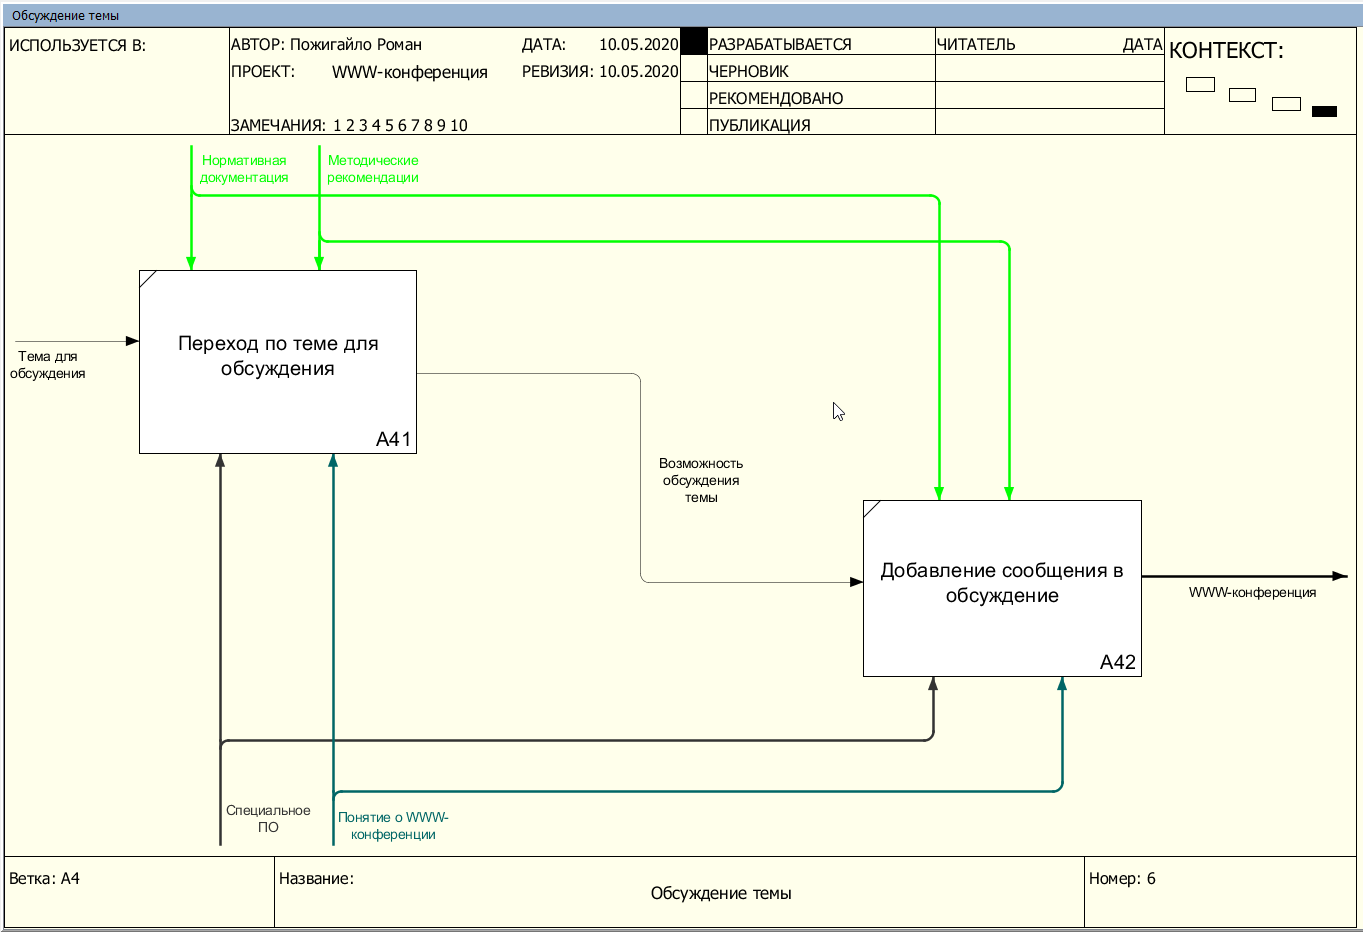 Обсуждение темы
ИСПОЛЬЗУЕТСЯ В:
АВТОР: Пожигайло Роман
ДАТА: 10.05.2020
ПРОЕКТ: WWW-конференция
РЕВИЗИЯ: 10.05.2020
ЗАМЕЧАНИЯ: 1 2 3 4 5 6 7 8 9 10
РАЗРАБАТЫВАЕТСЯ
ЧЕРНОВИК
РЕКОМЕНДОВАНО
ПУБЛИКАЦИЯ
ЧИТАТЕЛЬ ДАТА
КОНТЕКСТ:
Нормативная
документация
Методические
рекомендации
Переход по теме для
обсуждения
A41
Тема для
обсуждения
Возможность
обсуждения
темы
Добавление сообщения в
обсуждение
A42
WWW-конференция
Специальное
ПО
Понятие о WWW-
конференции
Ветка: A4
Название:
Обсуждение темы
Номер: 6